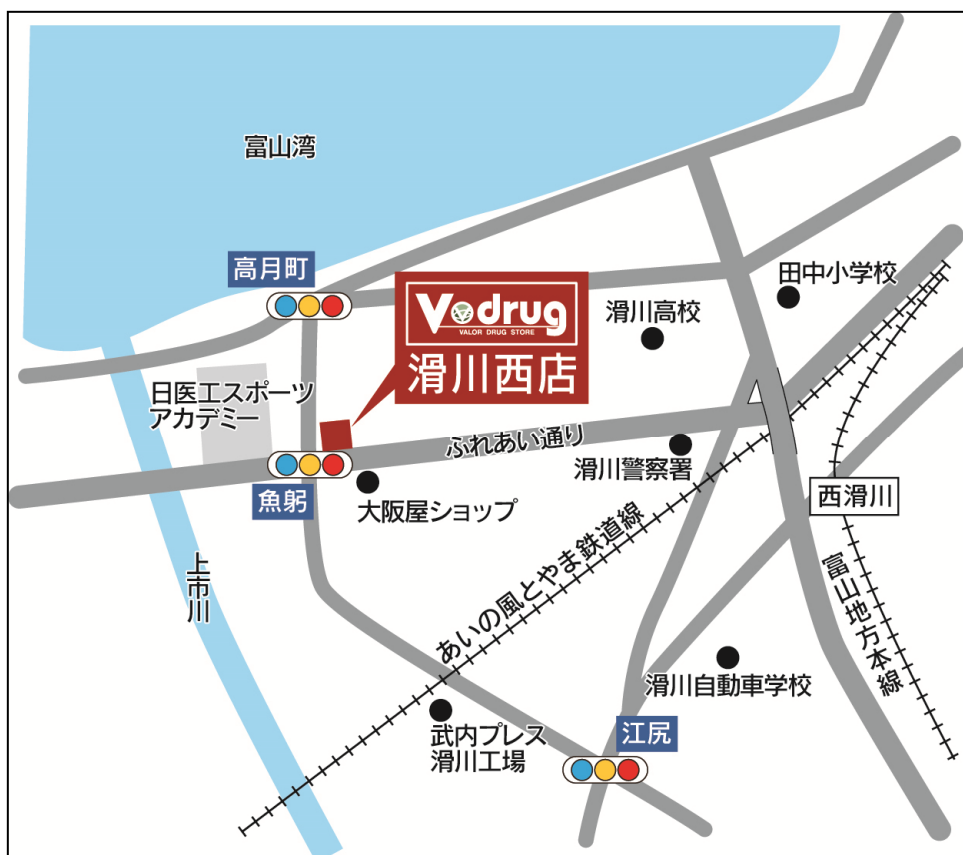 富山湾
高月町
V drug
VALOR DRUG STORE
滑川西店
田中小学校
滑川高校
日医工スポーツ
アカデミー
ふれあい通り
滑川警察署
魚躬
大阪屋ショップ
西滑川
上市川
あいの風とやま鉄道線
富山地方本線
滑川自動車学校
武内プレス
滑川工場
江尻